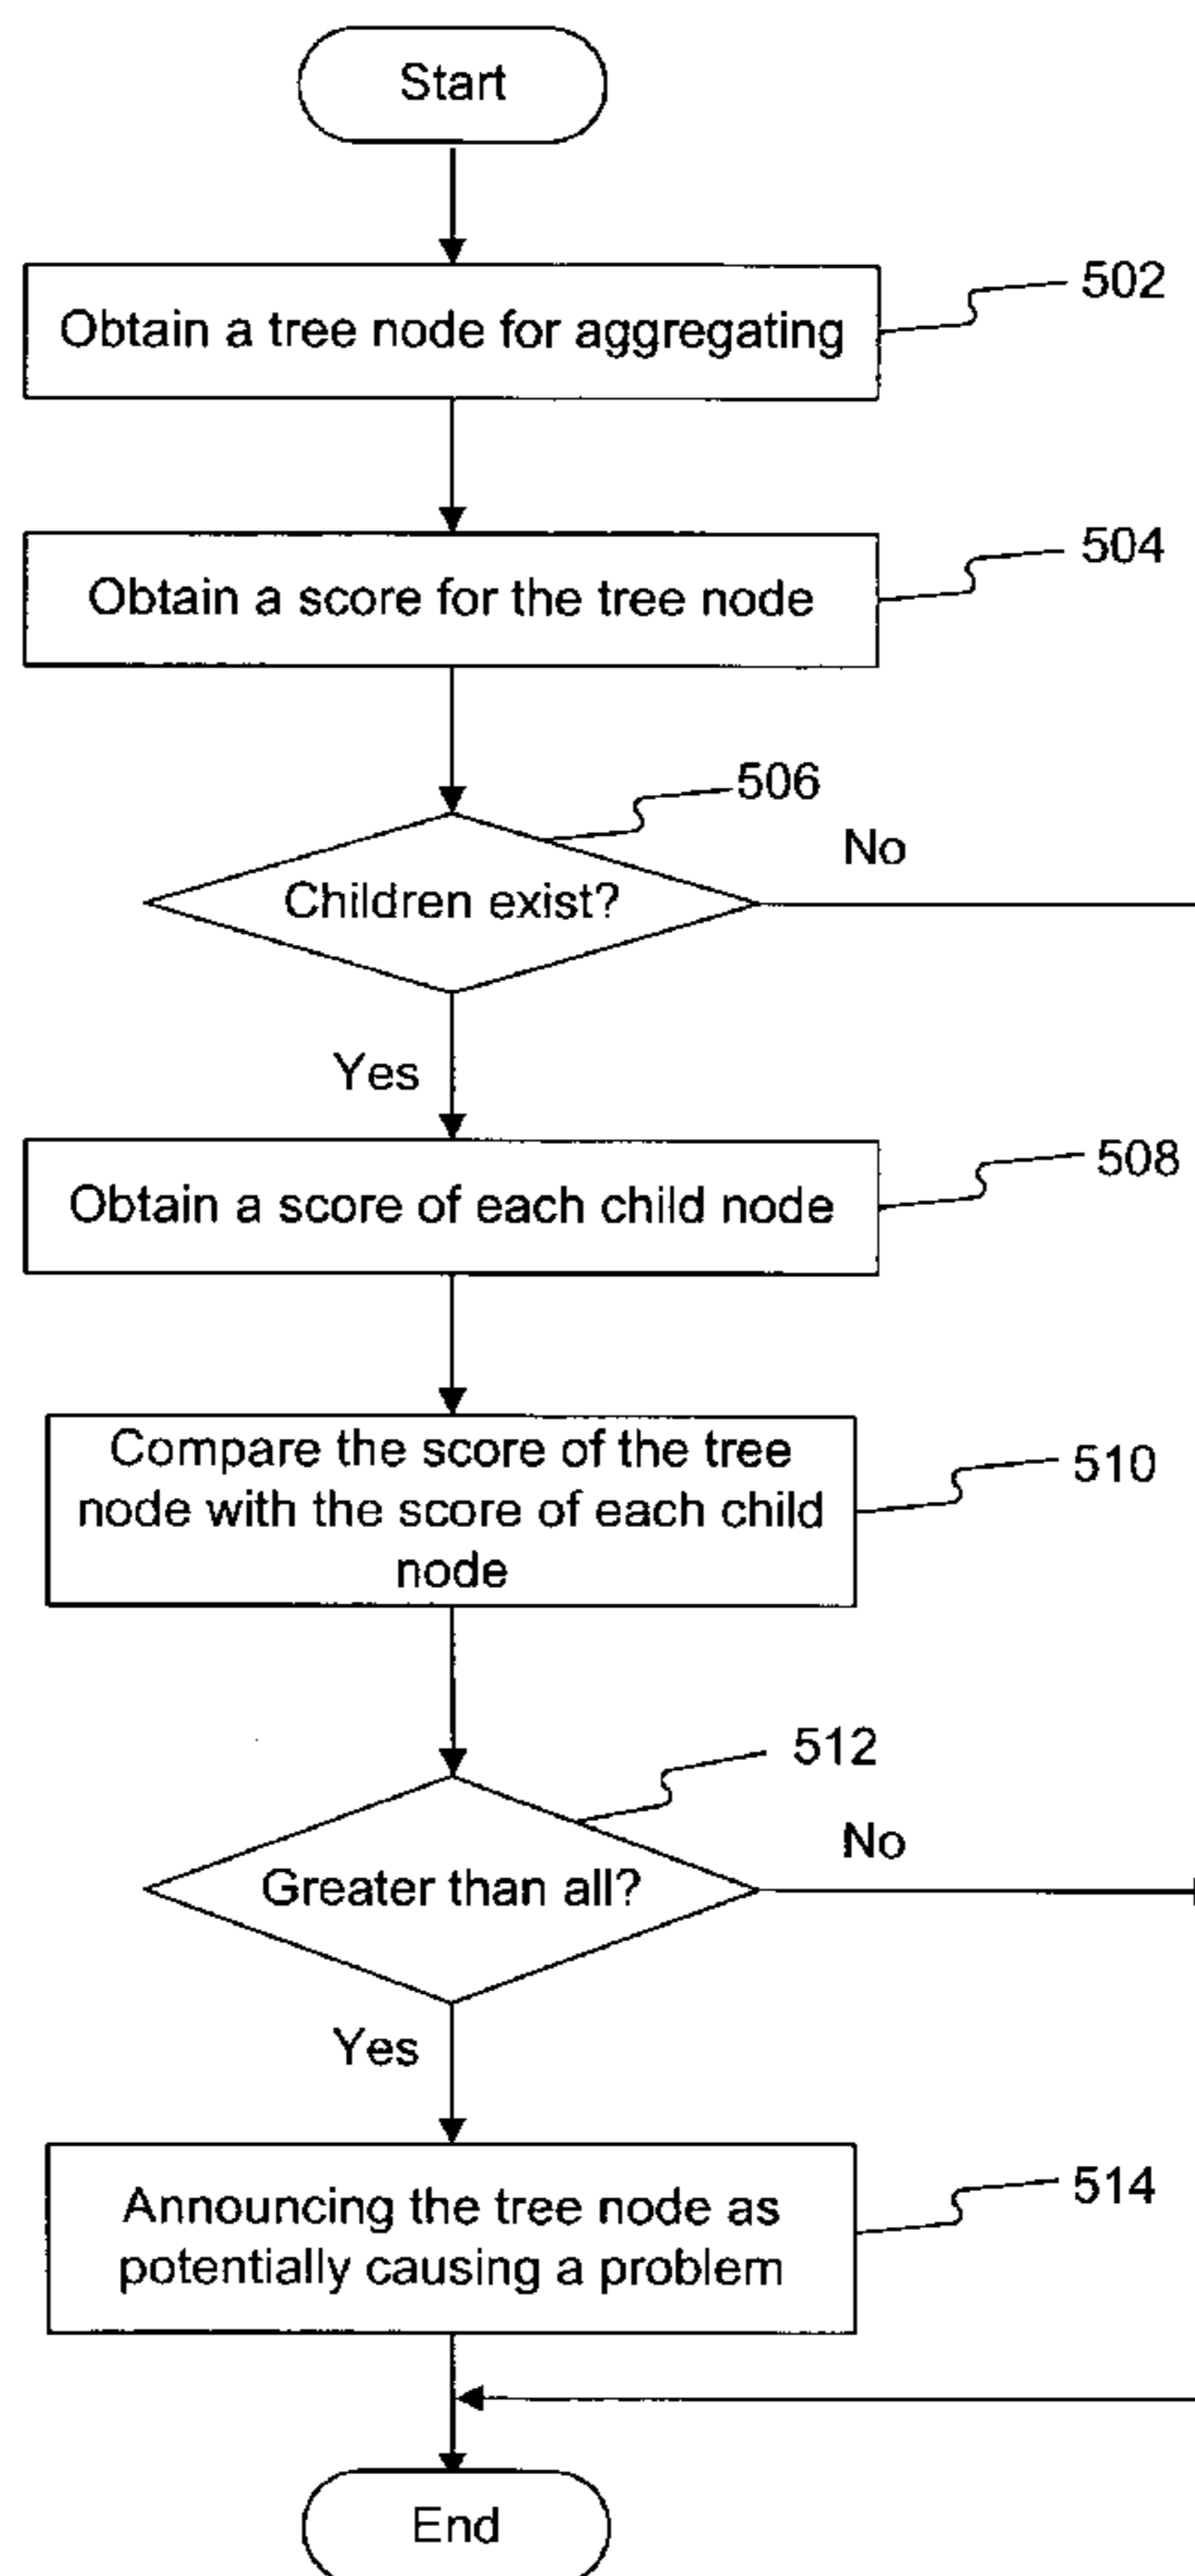 Start
Obtain a tree node for aggregating
502
Obtain a score for the tree node
504
506
Children exist?
No
Yes
Obtain a score of each child node
508
Compare the score of the tree
node with the score of each child
node
510
512
Greater than all?
No
Yes
Announcing the tree node as
potentially causing a problem
514
End